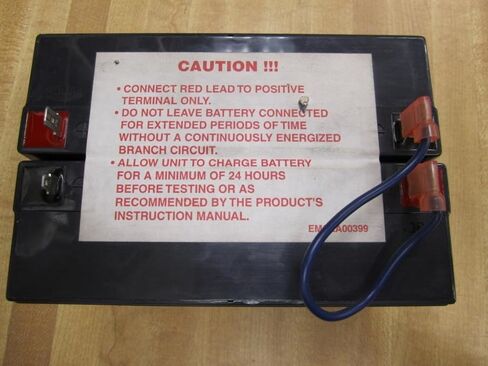 CAUTION !!!
• CONNECT RED LEAD TO POSITIVE
TERMINAL ONLY.
• DO NOT LEAVE BATTERY CONNECTED
FOR EXTENDED PERIODS OF TIME
WITHOUT A CONTINUOUSLY ENERGIZED
BRANCH CIRCUIT.
• ALLOW UNIT TO CHARGE BATTERY
FOR A MINIMUM OF 24 HOURS
BEFORE TESTING OR AS
RECOMMENDED BY THE PRODUCT'S
INSTRUCTION MANUAL.